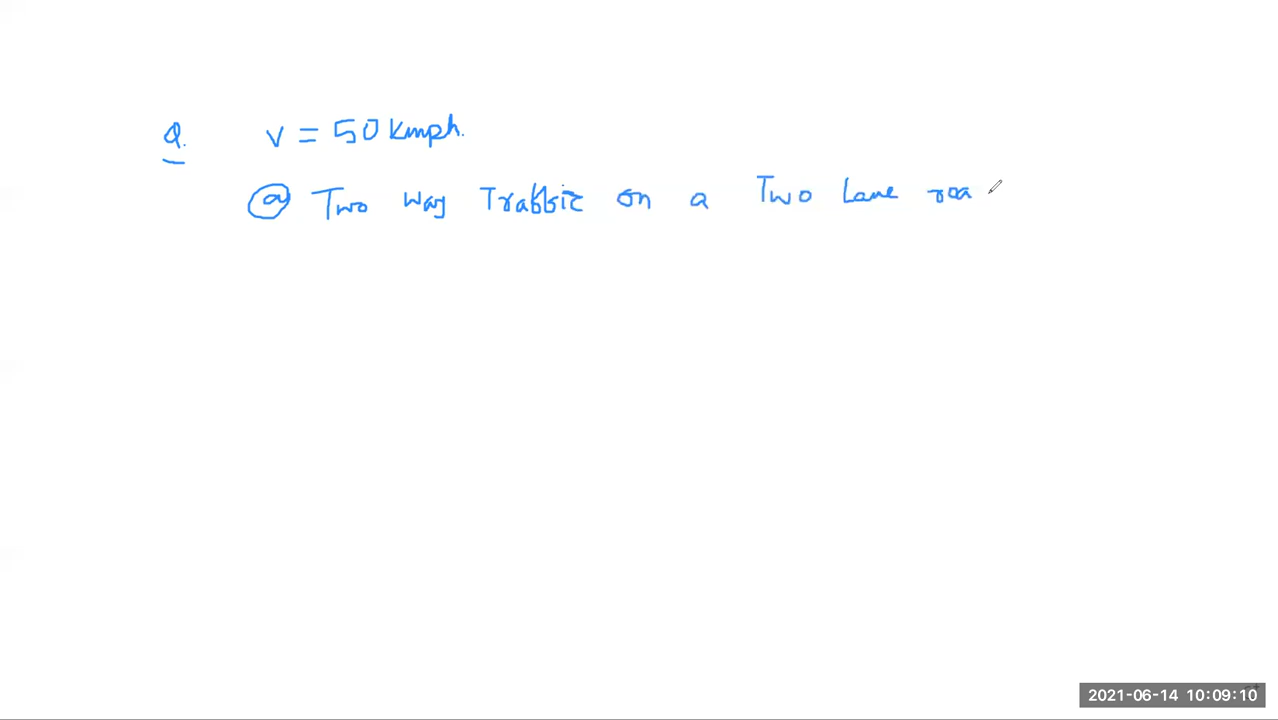 Q. V = 50 Kmph.
(a) Two way Traffic on a Two Lane roa
2021-06-14 10:09:10